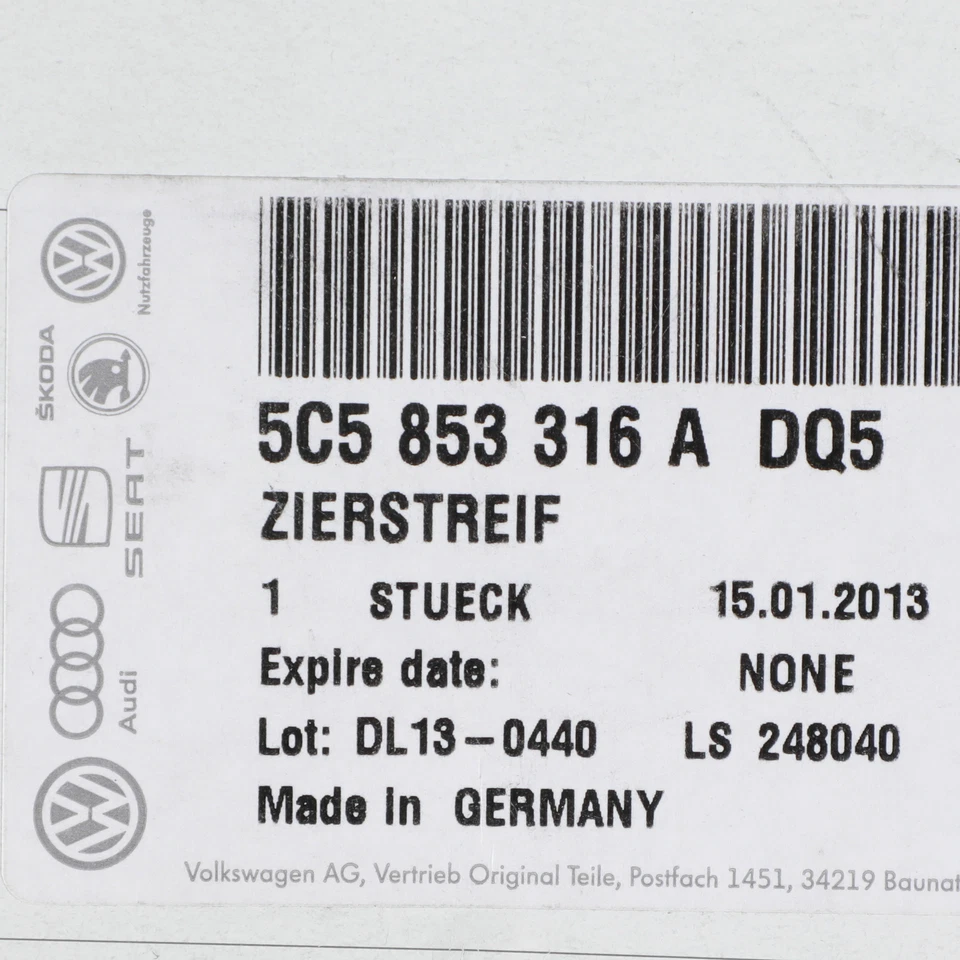 Nutzfahrzeuge
ŠKODA
SEAT
Audi
5C5 853 316 A DQ5
ZIERSTREIF
1 STUECK 15.01.2013
Expire date: NONE
Lot: DL13-0440 LS 248040
Made in GERMANY
Volkswagen AG, Vertrieb Original Teile, Postfach 1451, 34219 Baunat